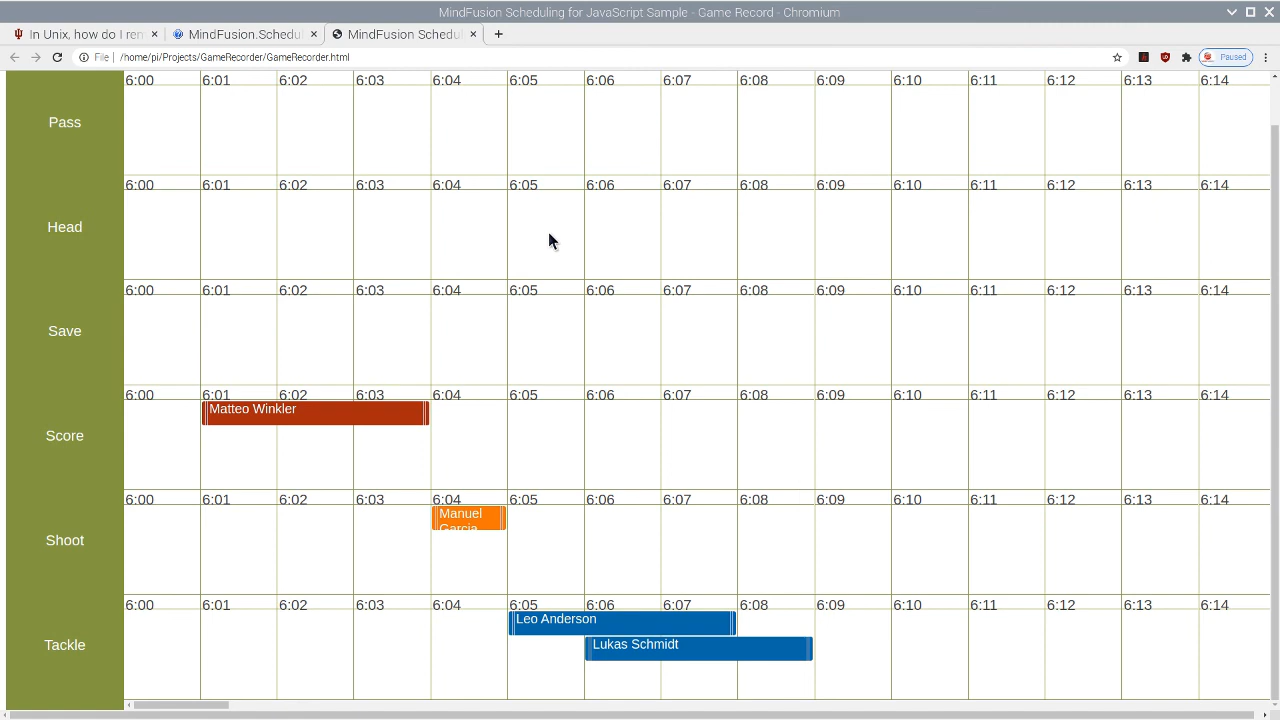 MindFusion Scheduling for JavaScript Sample - Game Record - Chromium
In Unix, how do I ren
MindFusion.Schedu
MindFusion Schedul
File /home/pi/Projects/GameRecorder/GameRecorder.html
Paused
6:00 6:01 6:02 6:03 6:04 6:05 6:06 6:07 6:08 6:09 6:10 6:11 6:12 6:13 6:14
Pass
6:00 6:01 6:02 6:03 6:04 6:05 6:06 6:07 6:08 6:09 6:10 6:11 6:12 6:13 6:14
Head
6:00 6:01 6:02 6:03 6:04 6:05 6:06 6:07 6:08 6:09 6:10 6:11 6:12 6:13 6:14
Save
6:00 6:01 6:02 6:03 6:04 6:05 6:06 6:07 6:08 6:09 6:10 6:11 6:12 6:13 6:14
Matteo Winkler
Score
6:00 6:01 6:02 6:03 6:04 6:05 6:06 6:07 6:08 6:09 6:10 6:11 6:12 6:13 6:14
Manuel
Garcia
Shoot
6:00 6:01 6:02 6:03 6:04 6:05 6:06 6:07 6:08 6:09 6:10 6:11 6:12 6:13 6:14
Leo Anderson
Lukas Schmidt
Tackle